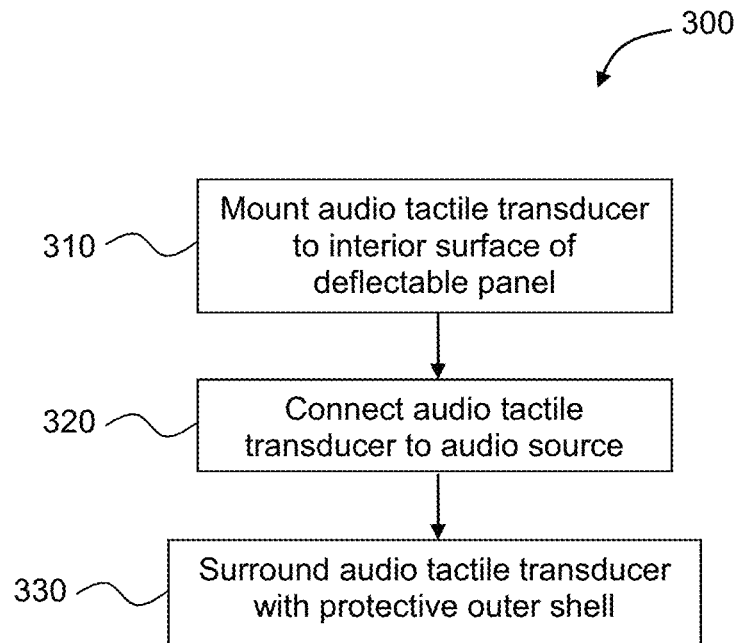 300
310
Mount audio tactile transducer
to interior surface of
deflectable panel
320
Connect audio tactile
transducer to audio source
330
Surround audio tactile transducer
with protective outer shell